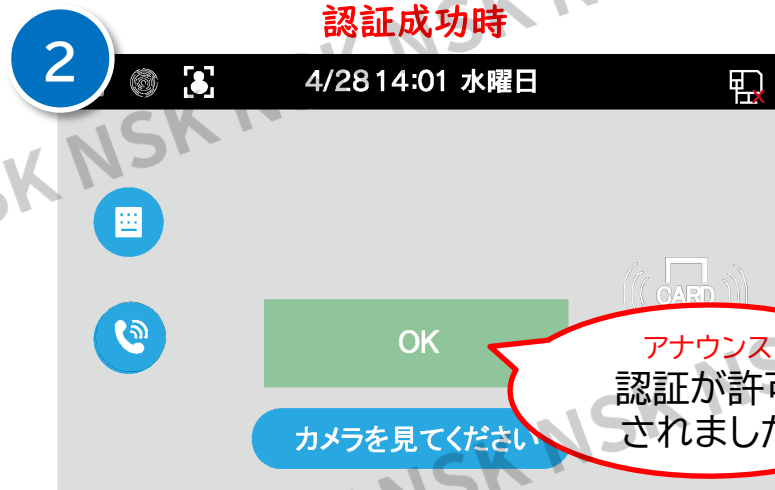 認証成功時
2
4/28 14:01 水曜日
CARD
OK
アナウンス
認証が許可
されました
カメラを見てください
NSK NSK